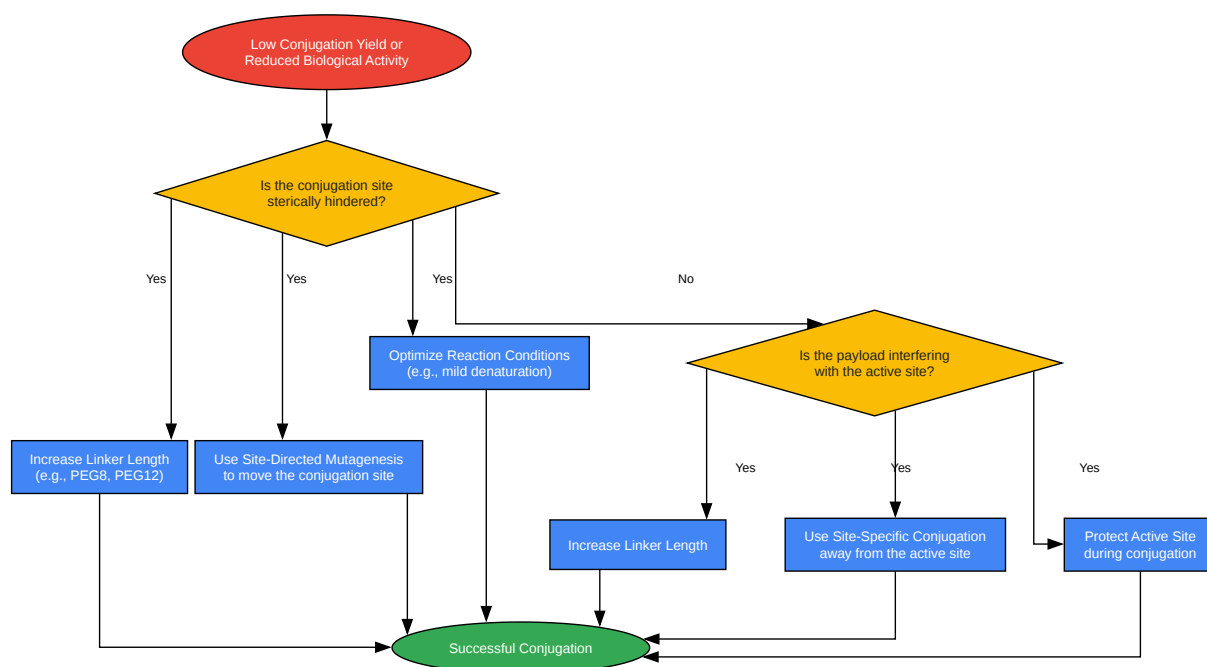 Low Conjugation Yield or
Reduced Biological Activity
Is the conjugation site
sterically hindered?
Yes
Yes
Yes
No
Optimize Reaction Conditions
(e.g., mild denaturation)
Is the payload interfering
with the active site?
Increase Linker Length
(e.g., PEG8, PEG12)
Use Site-Directed Mutagenesis
to move the conjugation site
Yes
Yes
Yes
Increase Linker Length
Use Site-Specific Conjugation
away from the active site
Protect Active Site
during conjugation
Successful Conjugation